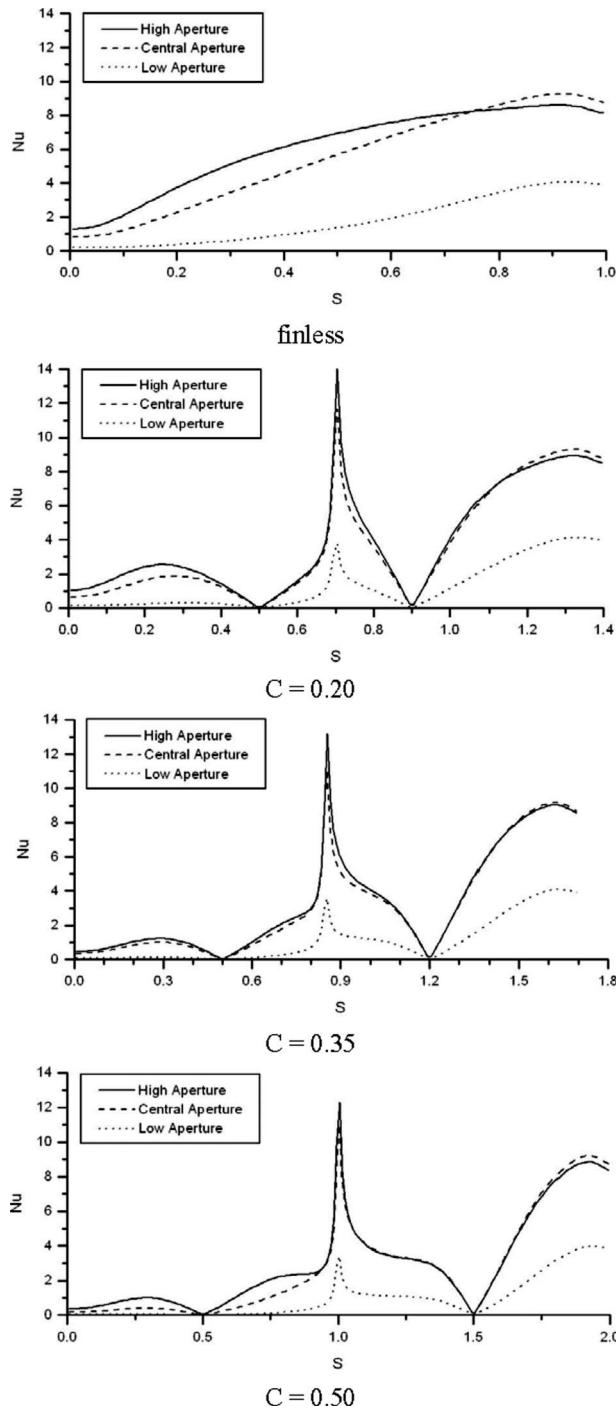 14
High Aperture
12
Central Aperture
10
Low Aperture
8
Nu
6
4
2
0
0.0 0.2 0.4 0.6 0.8 1.0
S
finless
14
High Aperture
12
Central Aperture
10
Low Aperture
8
Nu
6
4
2
0
0.0 0.2 0.4 0.6 0.8 1.0 1.2 1.4
S
C = 0.20
14
High Aperture
12
Central Aperture
10
Low Aperture
8
Nu
6
4
2
0
0.0 0.3 0.6 0.9 1.2 1.5 1.8
S
C = 0.35
14
High Aperture
12
Central Aperture
10
Low Aperture
8
Nu
6
4
2
0
0.0 0.5 1.0 1.5 2.0
S
C = 0.50